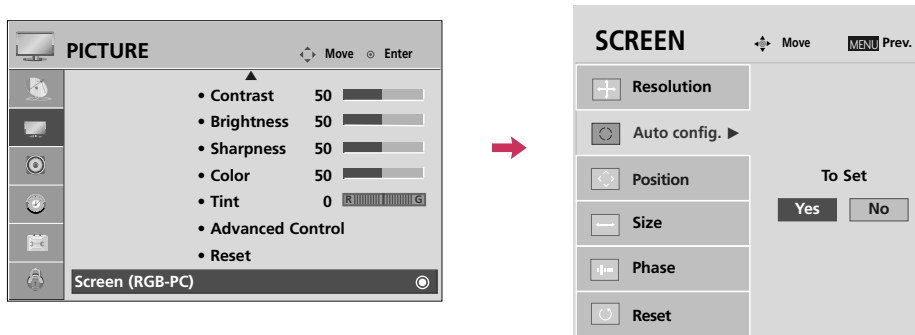 PICTURE Move Enter
• Contrast 50
• Brightness 50
• Sharpness 50
• Color 50
• Tint 0 R G
• Advanced Control
• Reset
Screen (RGB-PC)
SCREEN Move MENU Prev.
Resolution
Auto config. ►
Position
Size
Phase
Reset
To Set
Yes No